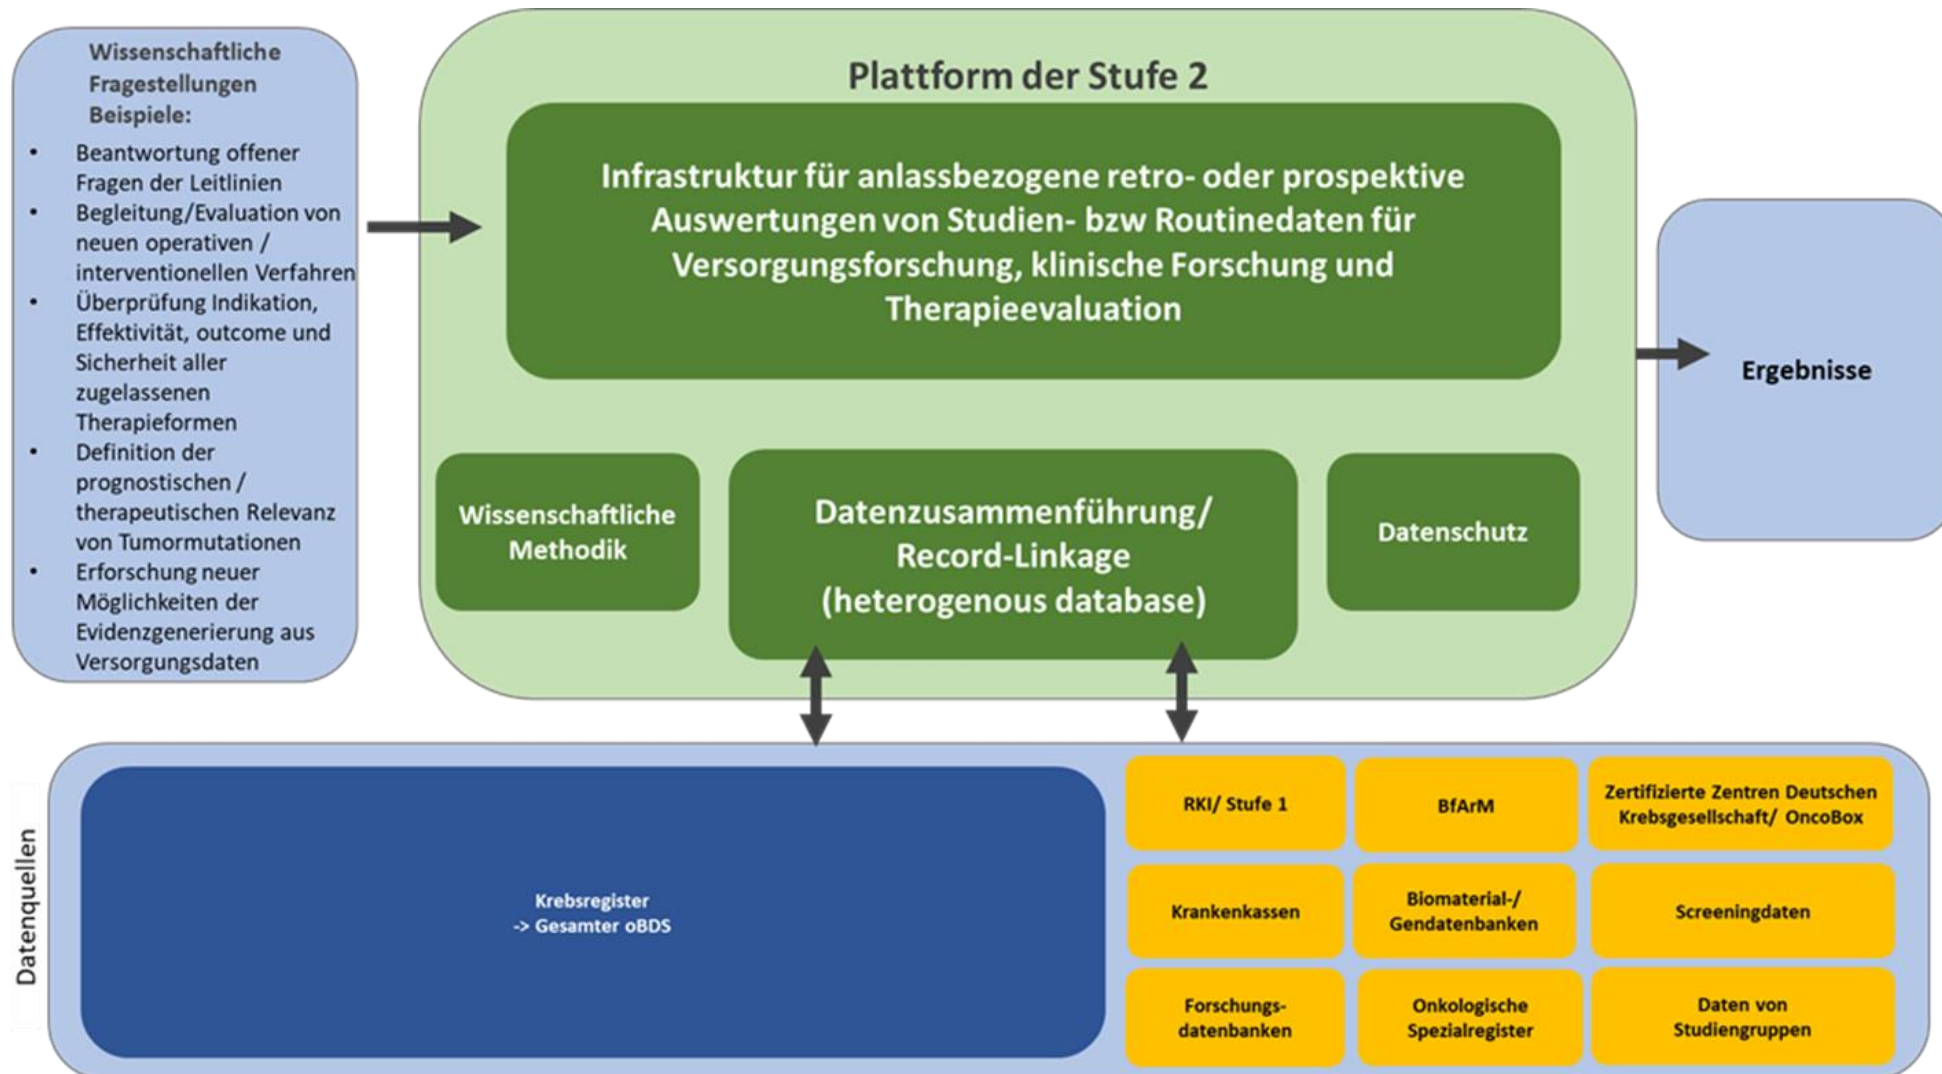 Wissenschaftliche
Fragestellungen
Beispiele:
• Beantwortung offener
Fragen der Leitlinien
• Begleitung/Evaluation von
neuen operativen /
interventionellen Verfahren
• Überprüfung Indikation,
Effektivität, outcome und
Sicherheit aller
zugelassenen
Therapieformen
• Definition der
prognostischen /
therapeutischen Relevanz
von Tumormutationen
• Erforschung neuer
Möglichkeiten der
Evidenzgenerierung aus
Versorgungsdaten
Plattform der Stufe 2
Infrastruktur für anlassbezogene retro- oder prospektive
Auswertungen von Studien- bzw Routinedaten für
Versorgungsforschung, klinische Forschung und
Therapieevaluation
Wissenschaftliche
Methodik
Datenzusammenführung/
Record-Linkage
(heterogenous database)
Datenschutz
Ergebnisse
Datenquellen
Krebsregister
-> Gesamter oBDS
RKI/ Stufe 1
BfArM
Zertifizierte Zentren Deutschen
Krebsgesellschaft/ OncoBox
Krankenkassen
Biomaterial-/
Gendatenbanken
Screeningdaten
Forschungs-
datenbanken
Onkologische
Spezialregister
Daten von
Studiengruppen